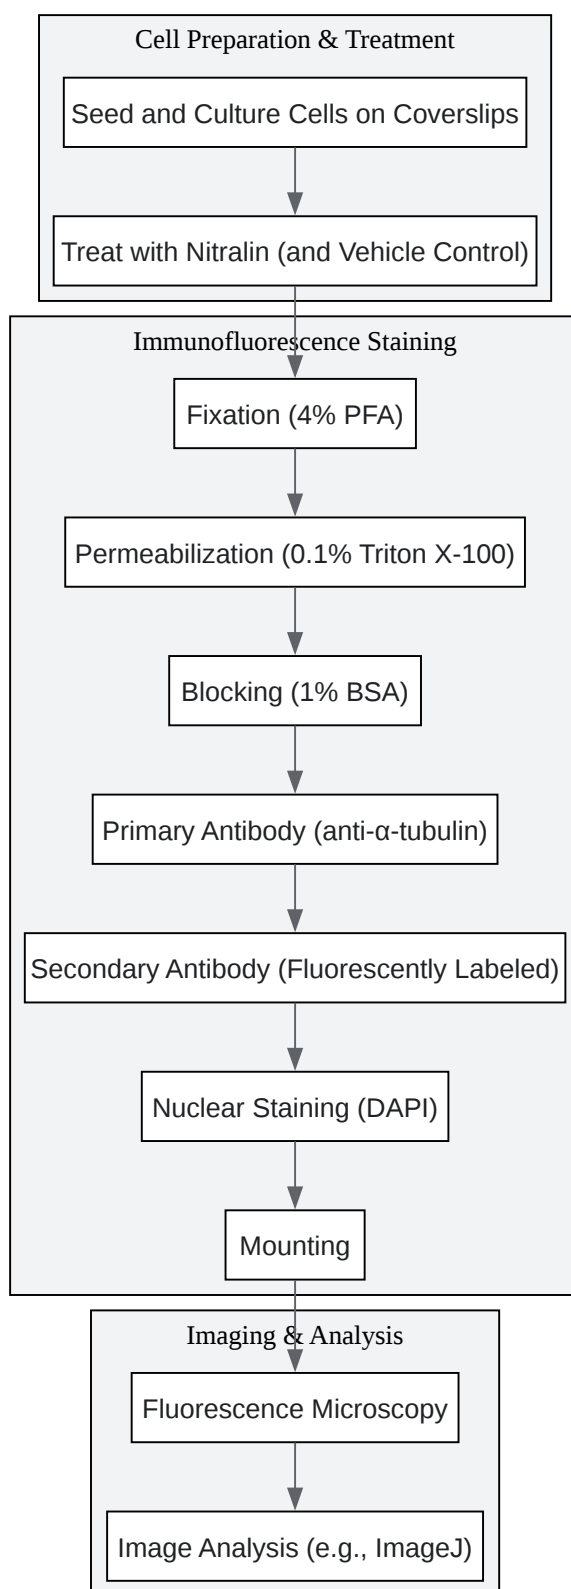 Cell Preparation & Treatment
Seed and Culture Cells on Coverslips
Treat with Nitralin (and Vehicle Control)
Immunofluorescence Staining
Fixation (4% PFA)
Permeabilization (0.1% Triton X-100)
Blocking (1% BSA)
Primary Antibody (anti-α-tubulin)
Secondary Antibody (Fluorescently Labeled)
Nuclear Staining (DAPI)
Mounting
Imaging & Analysis
Fluorescence Microscopy
Image Analysis (e.g., ImageJ)